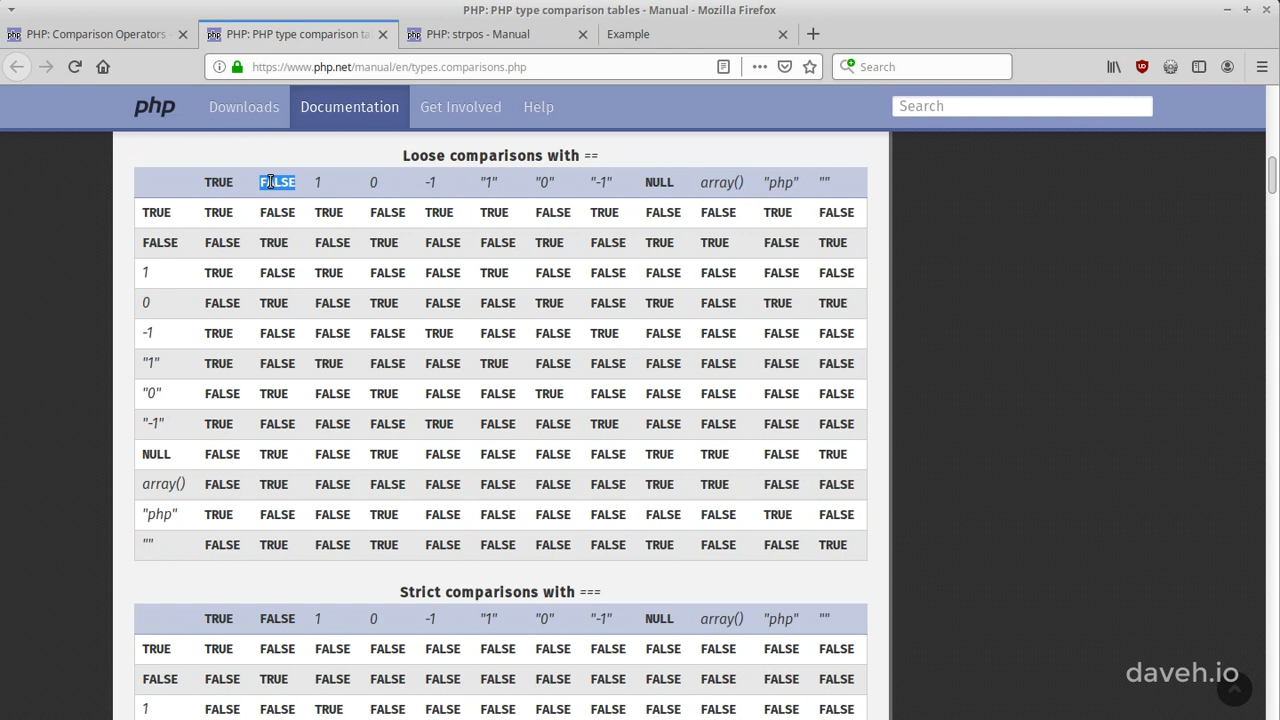 PHP: PHP type comparison tables - Manual - Mozilla Firefox
php PHP: Comparison Operators - php PHP: PHP type comparison ta php PHP: strpos - Manual Example
https://www.php.net/manual/en/types.comparisons.php Search
php Downloads Documentation Get Involved Help Search
Loose comparisons with ==
TRUE FALSE 1 0 -1 "1" "0" "-1" NULL array() "php" ""
TRUE TRUE FALSE TRUE FALSE TRUE TRUE FALSE TRUE FALSE FALSE TRUE FALSE
FALSE FALSE TRUE FALSE TRUE FALSE FALSE TRUE FALSE TRUE TRUE FALSE TRUE
1 TRUE FALSE TRUE FALSE FALSE TRUE FALSE FALSE FALSE FALSE FALSE FALSE
0 FALSE TRUE FALSE TRUE FALSE FALSE TRUE FALSE TRUE FALSE TRUE TRUE
-1 TRUE FALSE FALSE FALSE TRUE FALSE FALSE TRUE FALSE FALSE FALSE FALSE
"1" TRUE FALSE TRUE FALSE FALSE TRUE FALSE FALSE FALSE FALSE FALSE FALSE
"0" FALSE TRUE FALSE TRUE FALSE FALSE TRUE FALSE FALSE FALSE FALSE FALSE
"-1" TRUE FALSE FALSE FALSE TRUE FALSE FALSE TRUE FALSE FALSE FALSE FALSE
NULL FALSE TRUE FALSE TRUE FALSE FALSE FALSE FALSE TRUE TRUE FALSE TRUE
array() FALSE TRUE FALSE FALSE FALSE FALSE FALSE FALSE TRUE TRUE FALSE FALSE
"php" TRUE FALSE FALSE TRUE FALSE FALSE FALSE FALSE FALSE FALSE TRUE FALSE
"" FALSE TRUE FALSE TRUE FALSE FALSE FALSE FALSE TRUE FALSE FALSE TRUE
Strict comparisons with ===
TRUE FALSE 1 0 -1 "1" "0" "-1" NULL array() "php" ""
TRUE TRUE FALSE FALSE FALSE FALSE FALSE FALSE FALSE FALSE FALSE FALSE FALSE
FALSE FALSE TRUE FALSE FALSE FALSE FALSE FALSE FALSE FALSE FALSE FALSE FALSE
1 FALSE FALSE TRUE FALSE FALSE FALSE FALSE FALSE FALSE FALSE FALSE FALSE
daveh.io